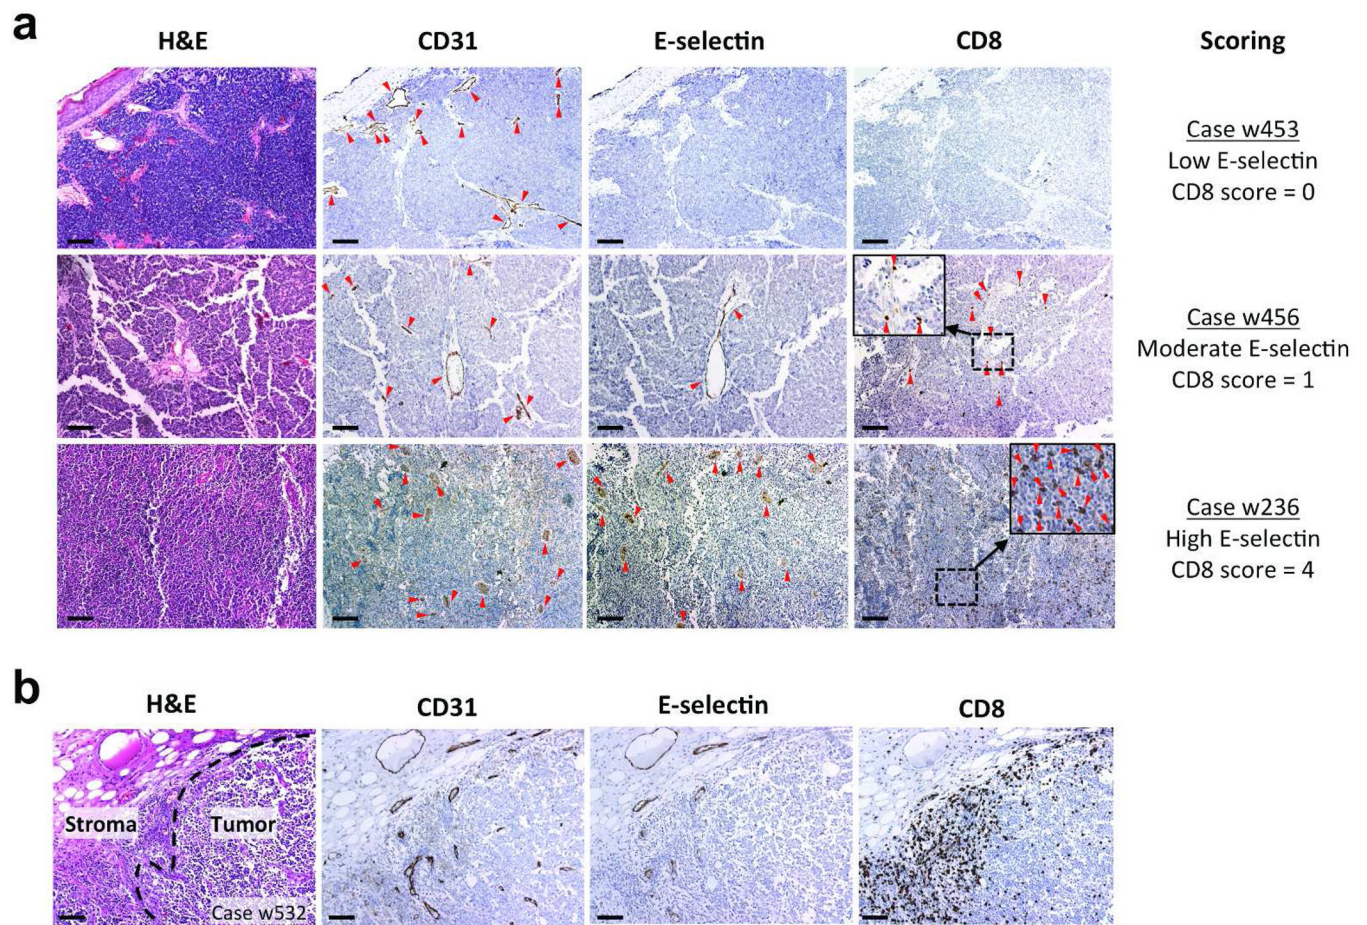 a
H&E CD31 E-selectin CD8 Scoring
Case w453
Low E-selectin
CD8 score = 0
Case w456
Moderate E-selectin
CD8 score = 1
Case w236
High E-selectin
CD8 score = 4
b
H&E CD31 E-selectin CD8
Stroma Tumor
Case w532